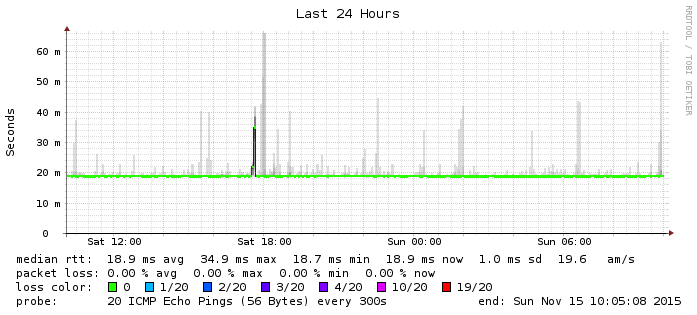 Last 24 Hours
RRDTOOL / TOBI OETIKER
Seconds
60 m
50 m
40 m
30 m
20 m
10 m
0
Sat 12:00 Sat 18:00 Sun 00:00 Sun 06:00
median rtt: 18.9 ms avg 34.9 ms max 18.7 ms min 18.9 ms now 1.0 ms sd 19.6 am/s
packet loss: 0.00 % avg 0.00 % max 0.00 % min 0.00 % now
loss color: 0 1/20 2/20 3/20 4/20 10/20 19/20
probe: 20 ICMP Echo Pings (56 Bytes) every 300s end: Sun Nov 15 10:05:08 2015